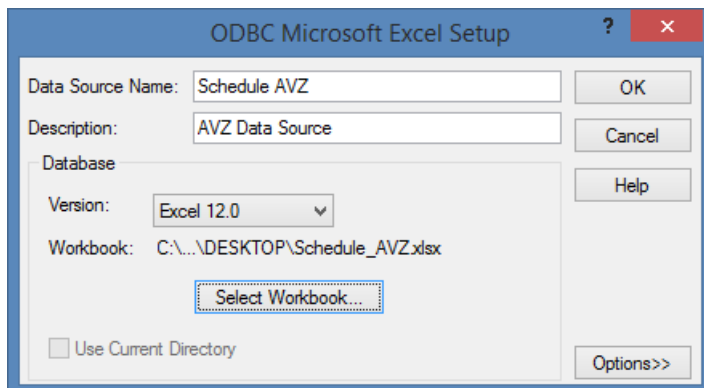 ODBC Microsoft Excel Setup
?
×
Data Source Name: Schedule AVZ
OK
Description: AVZ Data Source
Cancel
Database
Help
Version: Excel 12.0
Workbook: C:\...\DESKTOP\Schedule_AVZ.xlsx
Select Workbook...
Use Current Directory
Options>>